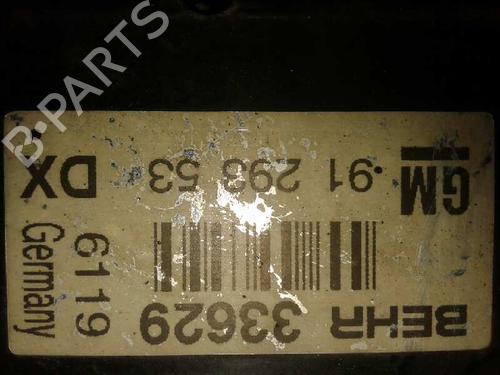 BEHR 33629
6119
Germany
GM 91 293 53 DX
B-PARTS